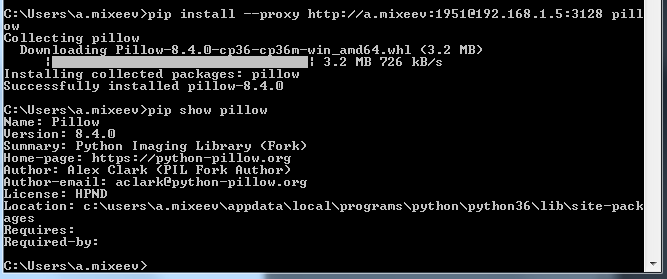 C:\Users\a.mixeev>pip install --proxy http://a.mixeev:1951@192.168.1.5:3128 pill
ow
Collecting pillow
  Downloading Pillow-8.4.0-cp36-cp36m-win_amd64.whl (3.2 MB)
     |████████████████████████████████| 3.2 MB 726 kB/s
Installing collected packages: pillow
Successfully installed pillow-8.4.0
C:\Users\a.mixeev>pip show pillow
Name: Pillow
Version: 8.4.0
Summary: Python Imaging Library (Fork)
Home-page: https://python-pillow.org
Author: Alex Clark (PIL Fork Author)
Author-email: aclark@python-pillow.org
License: HPND
Location: c:\users\a.mixeev\appdata\local\programs\python\python36\lib\site-pack
ages
Requires:
Required-by:
C:\Users\a.mixeev>